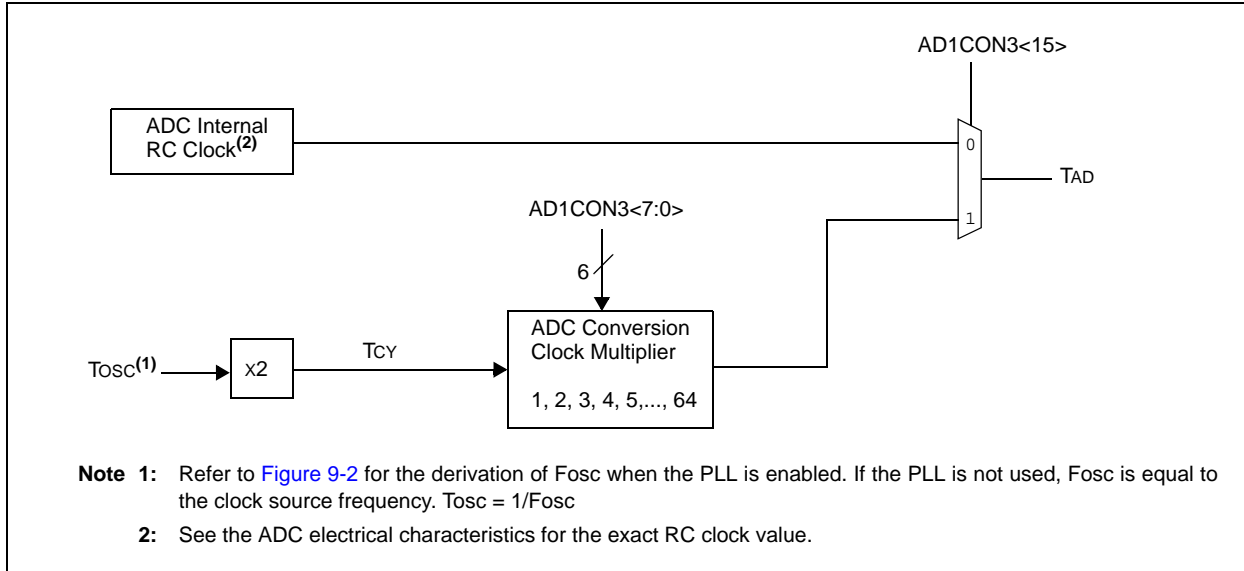 AD1CON3<15>
ADC Internal
RC Clock(2)
0
TAD
AD1CON3<7:0>
1
6
ADC Conversion
Clock Multiplier
TOSC(1)
X2
TCY
1, 2, 3, 4, 5,..., 64
Note 1: Refer to Figure 9-2 for the derivation of Fosc when the PLL is enabled. If the PLL is not used, Fosc is equal to
the clock source frequency. Tosc = 1/Fosc
2: See the ADC electrical characteristics for the exact RC clock value.